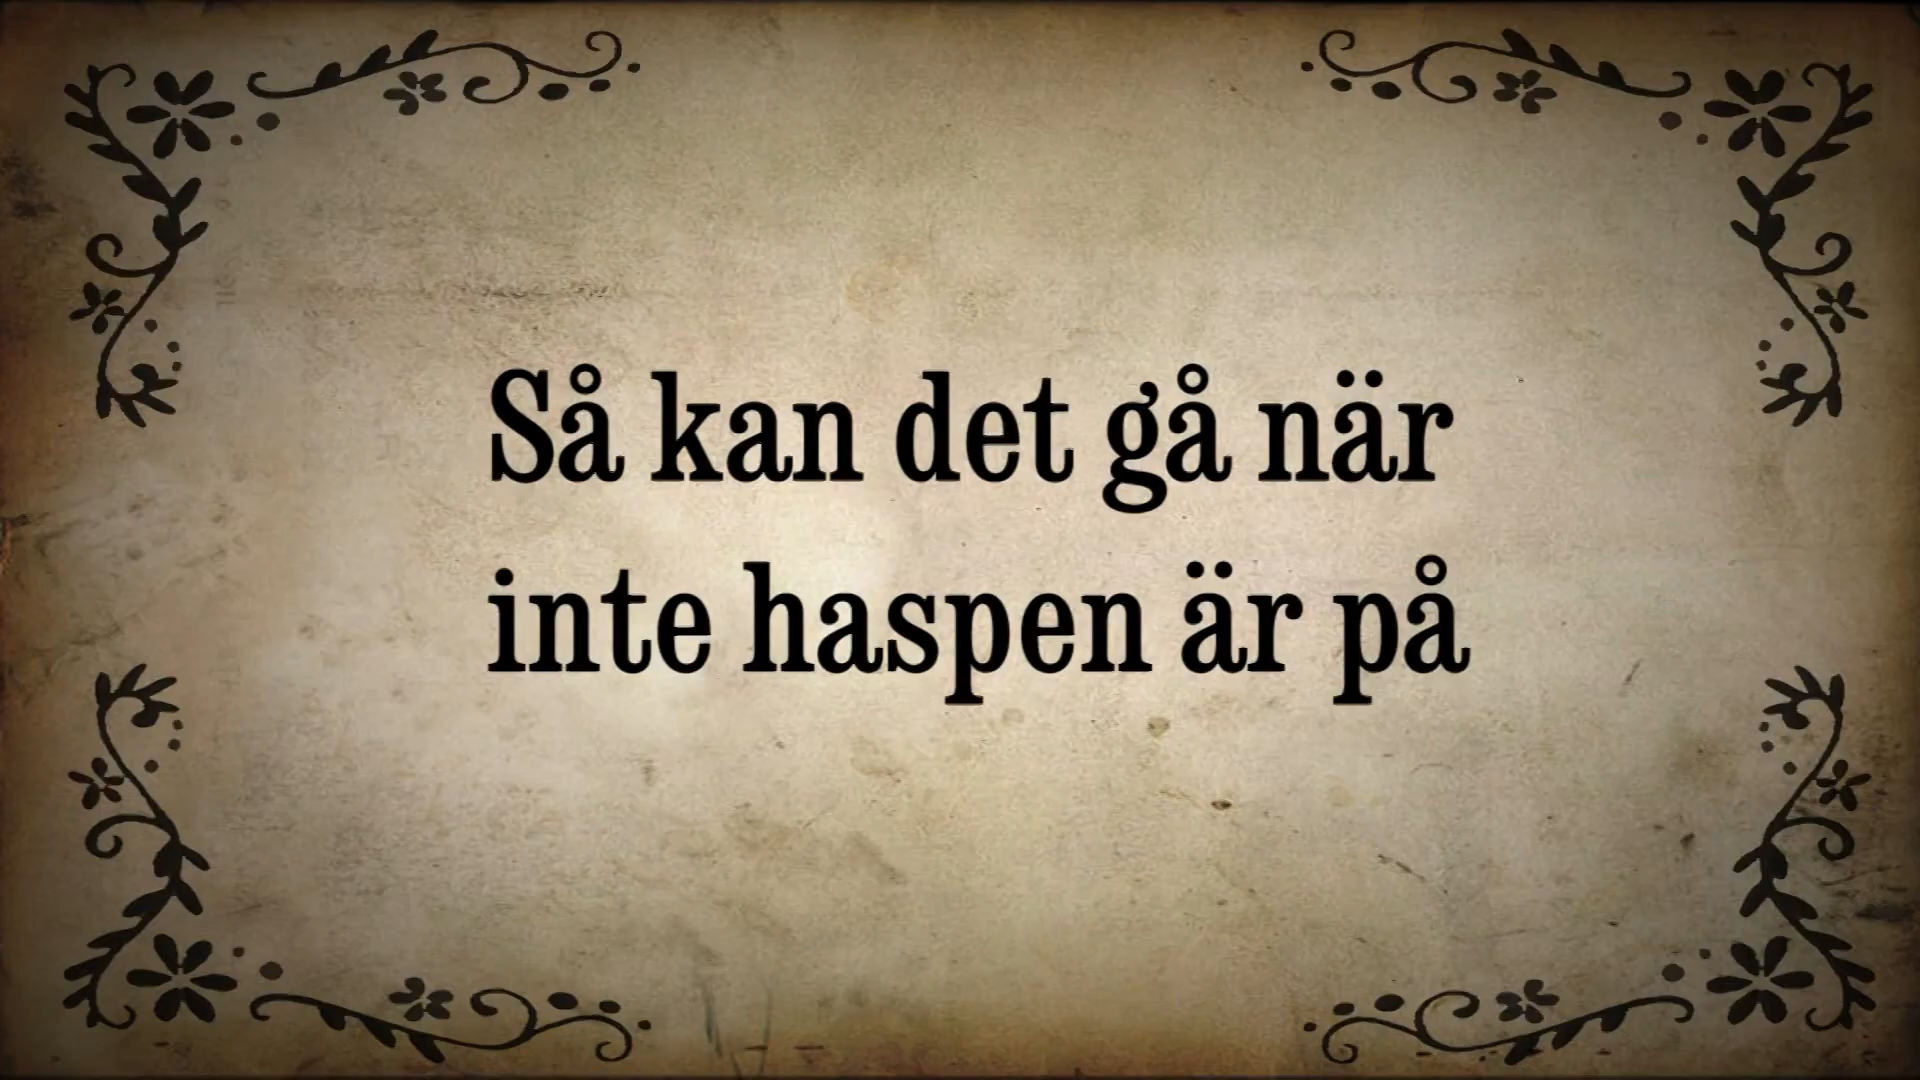 Så kan det gå när
inte haspen är på